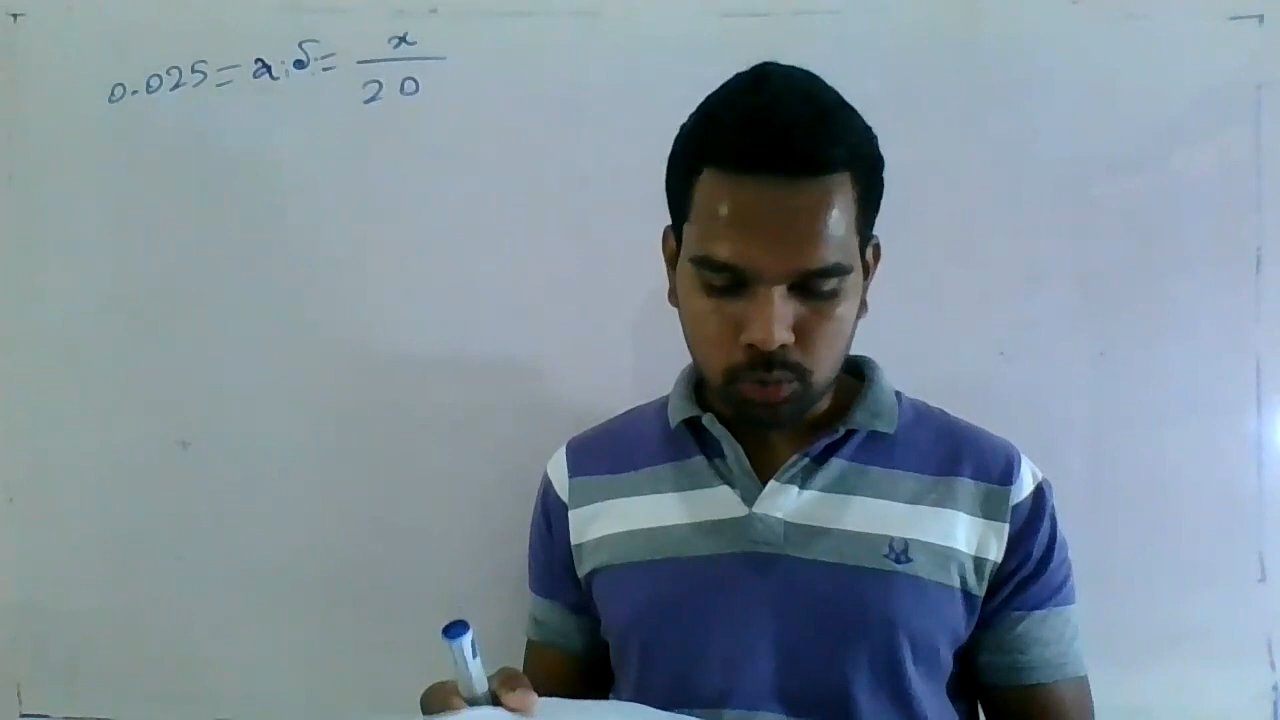 0.025 = a; δ = x/20